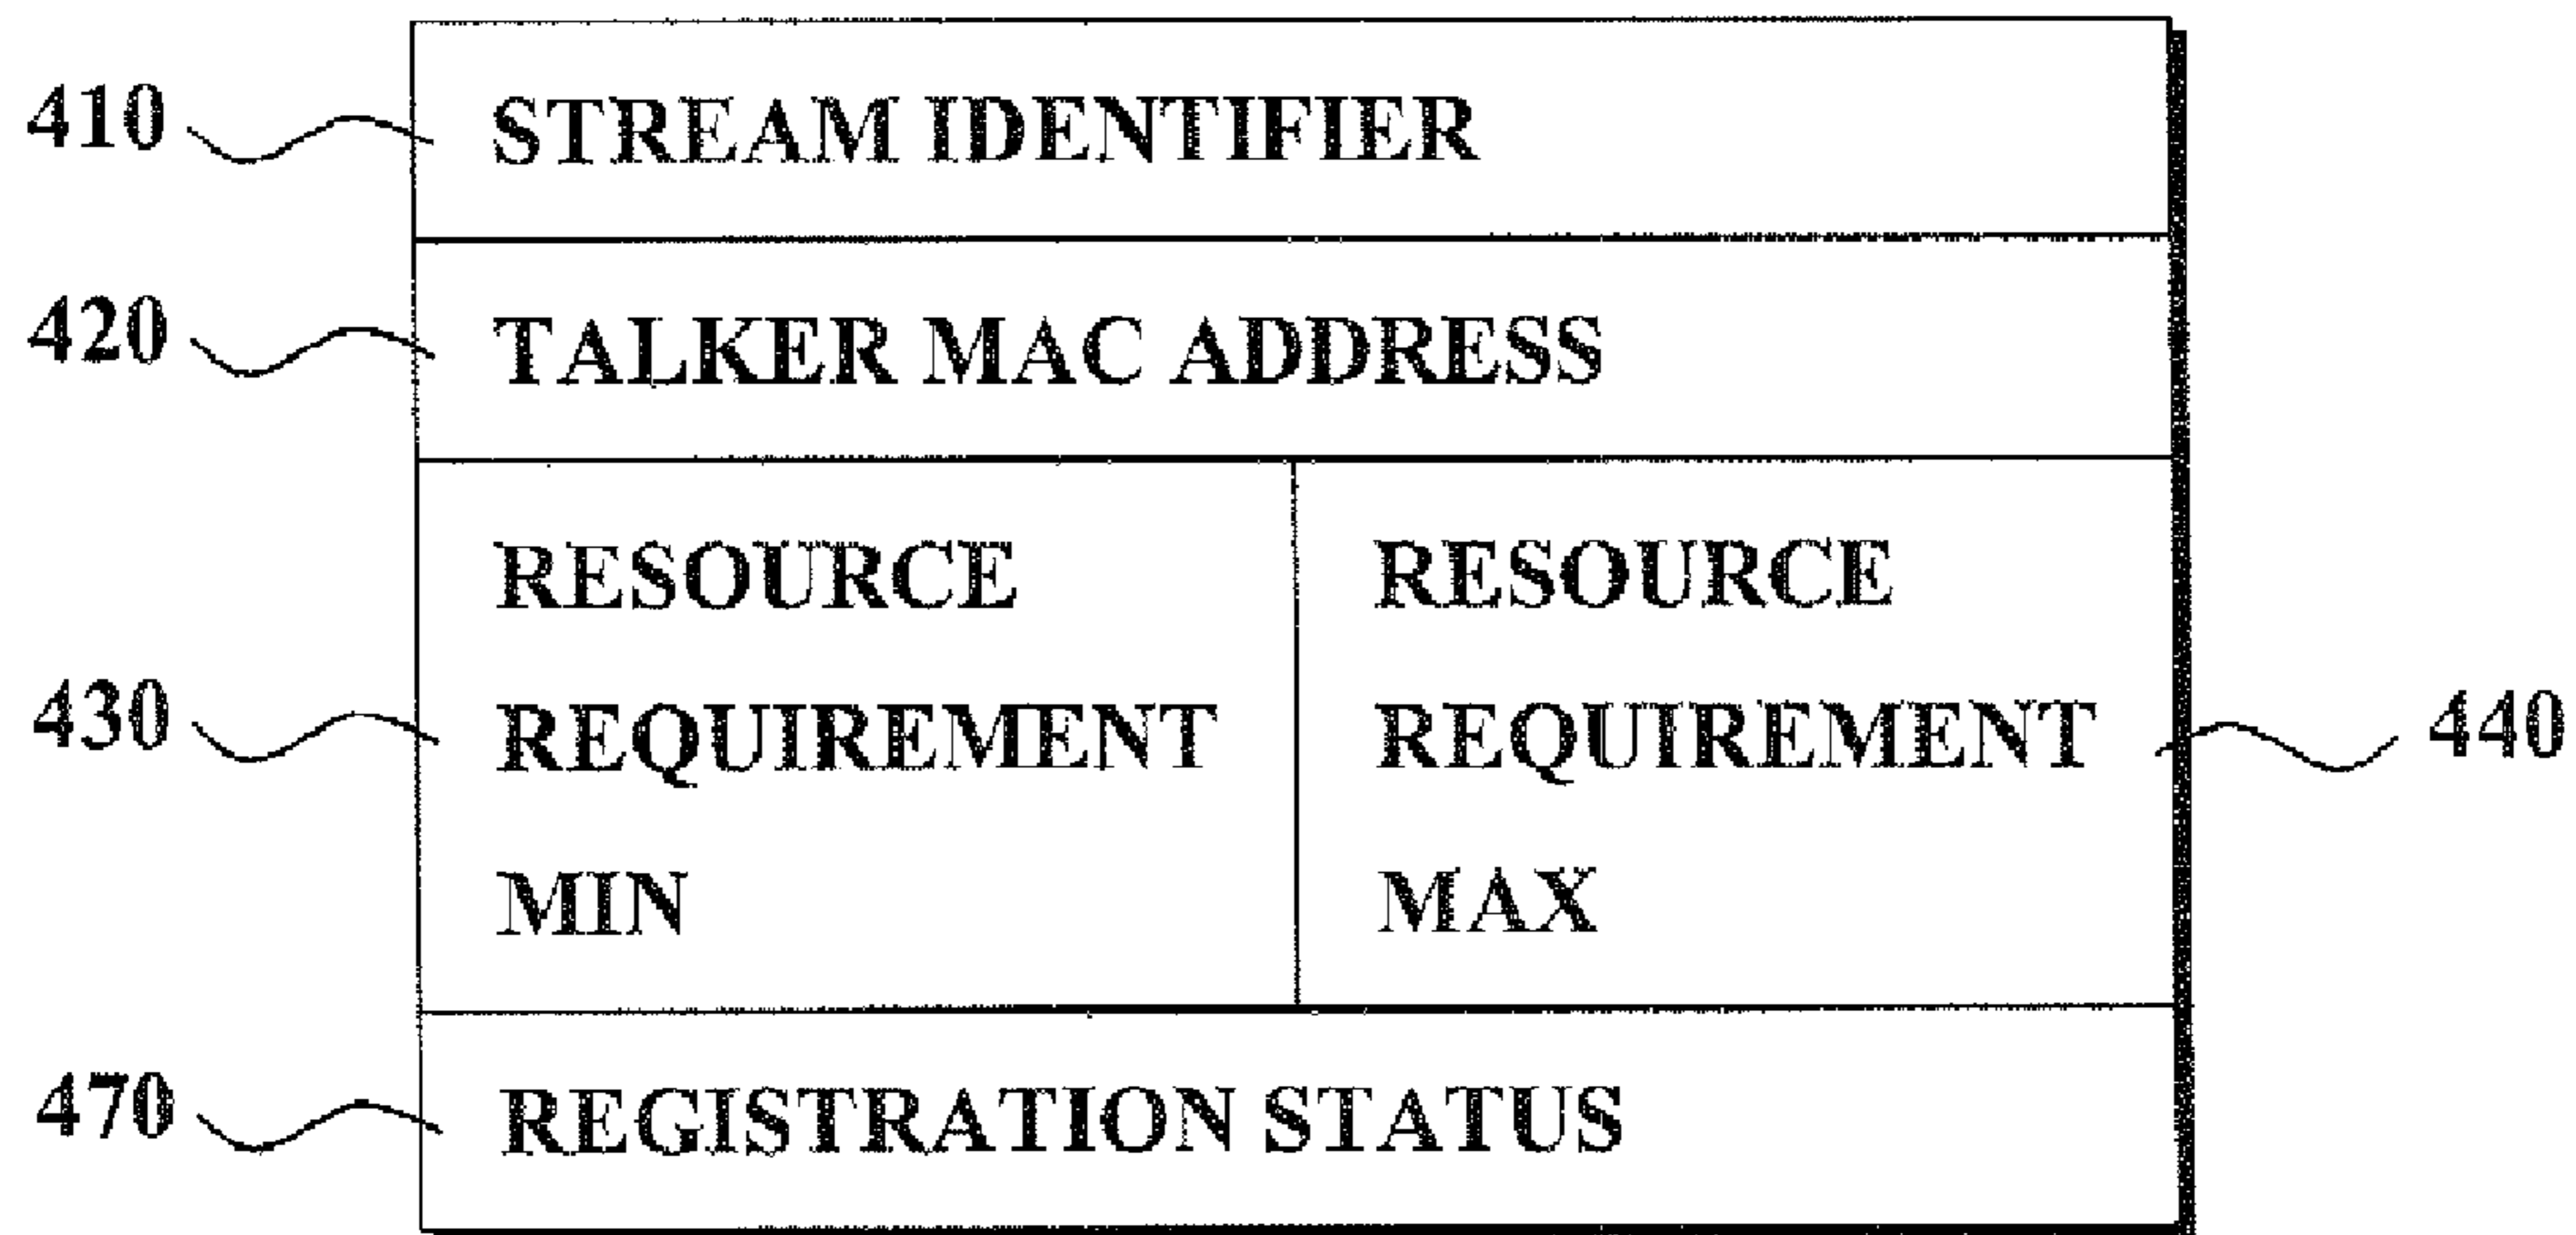 410
STREAM IDENTIFIER
420
TALKER MAC ADDRESS
430
RESOURCE
REQUIREMENT
MIN
RESOURCE
REQUIREMENT
MAX
440
470
REGISTRATION STATUS